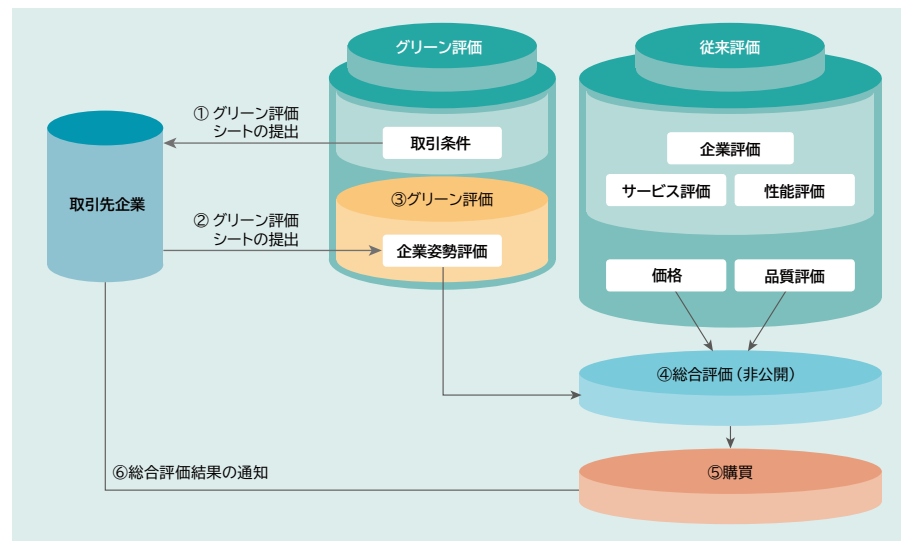 グリーン評価
従来評価
① グリーン評価
シートの提出
取引条件
企業評価
サービス評価
性能評価
取引先企業
③グリーン評価
② グリーン評価
シートの提出
企業姿勢評価
価格
品質評価
④総合評価（非公開）
⑥総合評価結果の通知
⑤購買